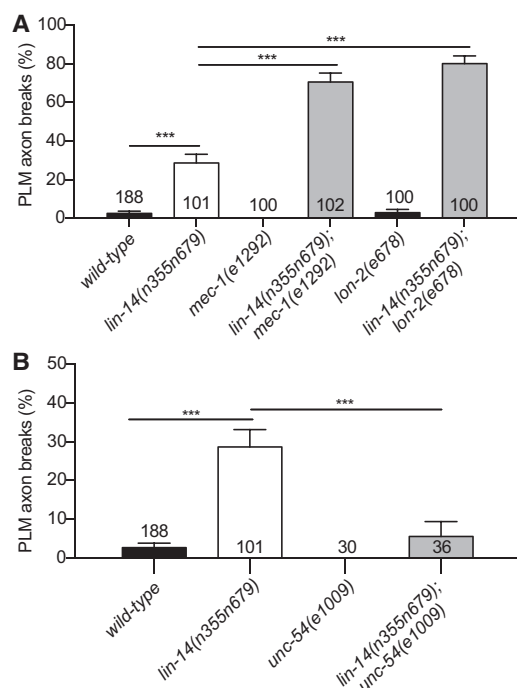 A
PLM axon breaks (%)
100
80
60
40
20
0
***
***
***
188
101
100
102
100
100
wild-type
lin-14(n355n679)
mec-1(e1292)
lin-14(n355n679);
mec-1(e1292)
lon-2(e678)
lin-14(n355n679);
lon-2(e678)
B
PLM axon breaks (%)
50
40
30
20
10
0
***
***
188
101
30
36
wild-type
lin-14(n355n679)
unc-54(e1009)
lin-14(n355n679);
unc-54(e1009)